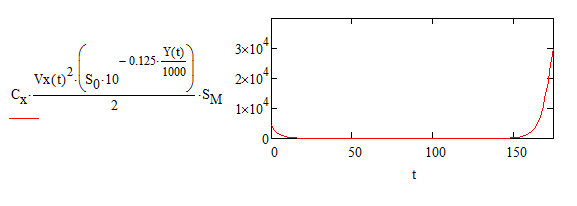 C_x · Vx(t)^2 · (S_0 · 10^(-0.125 · Y(t)/1000)) / 2 · S_M
3×10^4
2×10^4
1×10^4
0
0 50 100 150
t